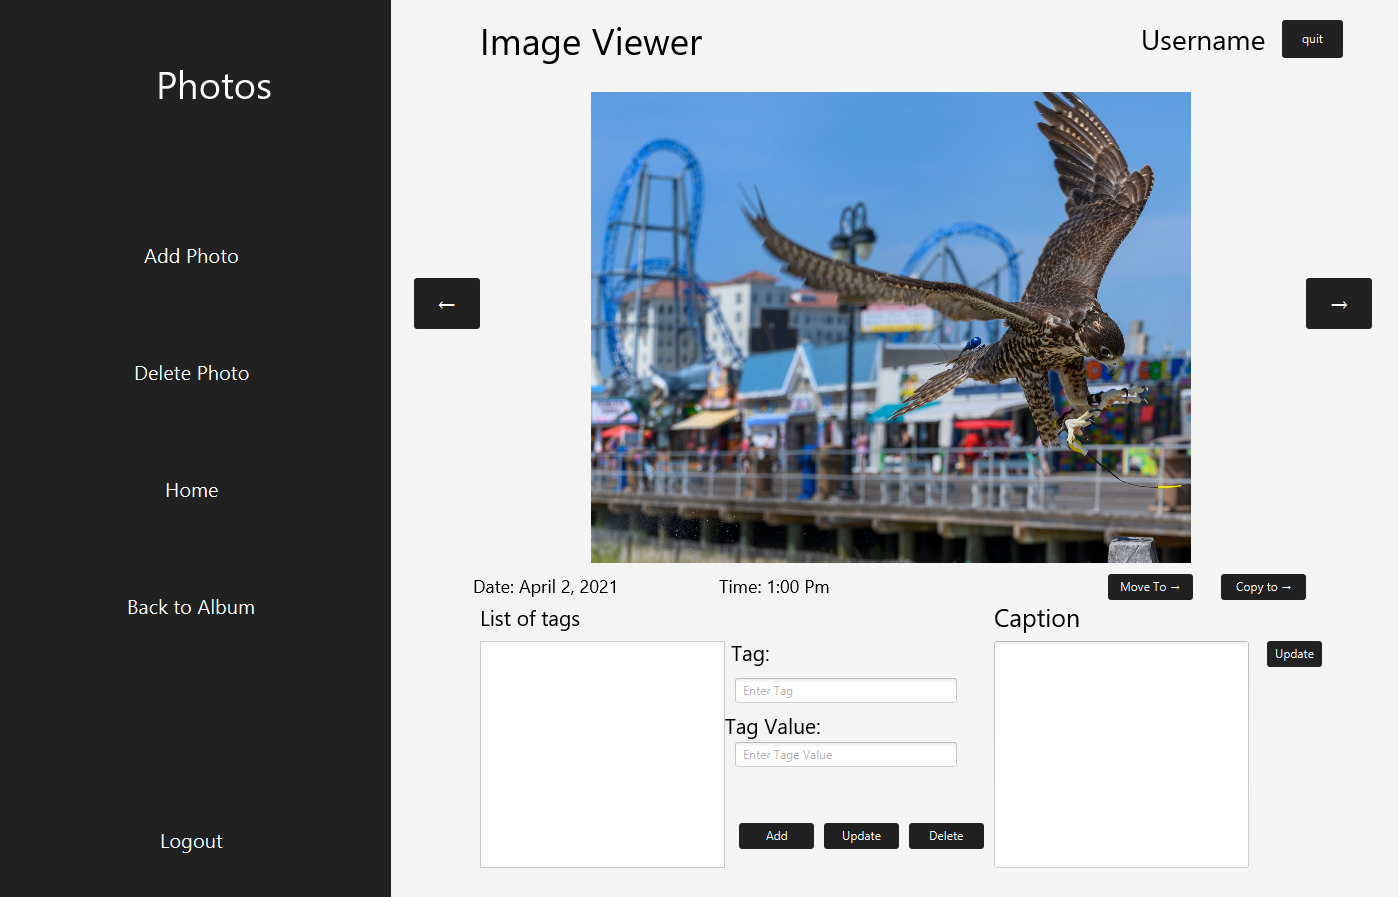 Photos
Add Photo
Delete Photo
Home
Back to Album
Logout
Image Viewer
Username
quit
←
→
Date: April 2, 2021
Time: 1:00 Pm
Move To →
Copy to →
List of tags
Tag:
Enter Tag
Tag Value:
Enter Tage Value
Add
Update
Delete
Caption
Update